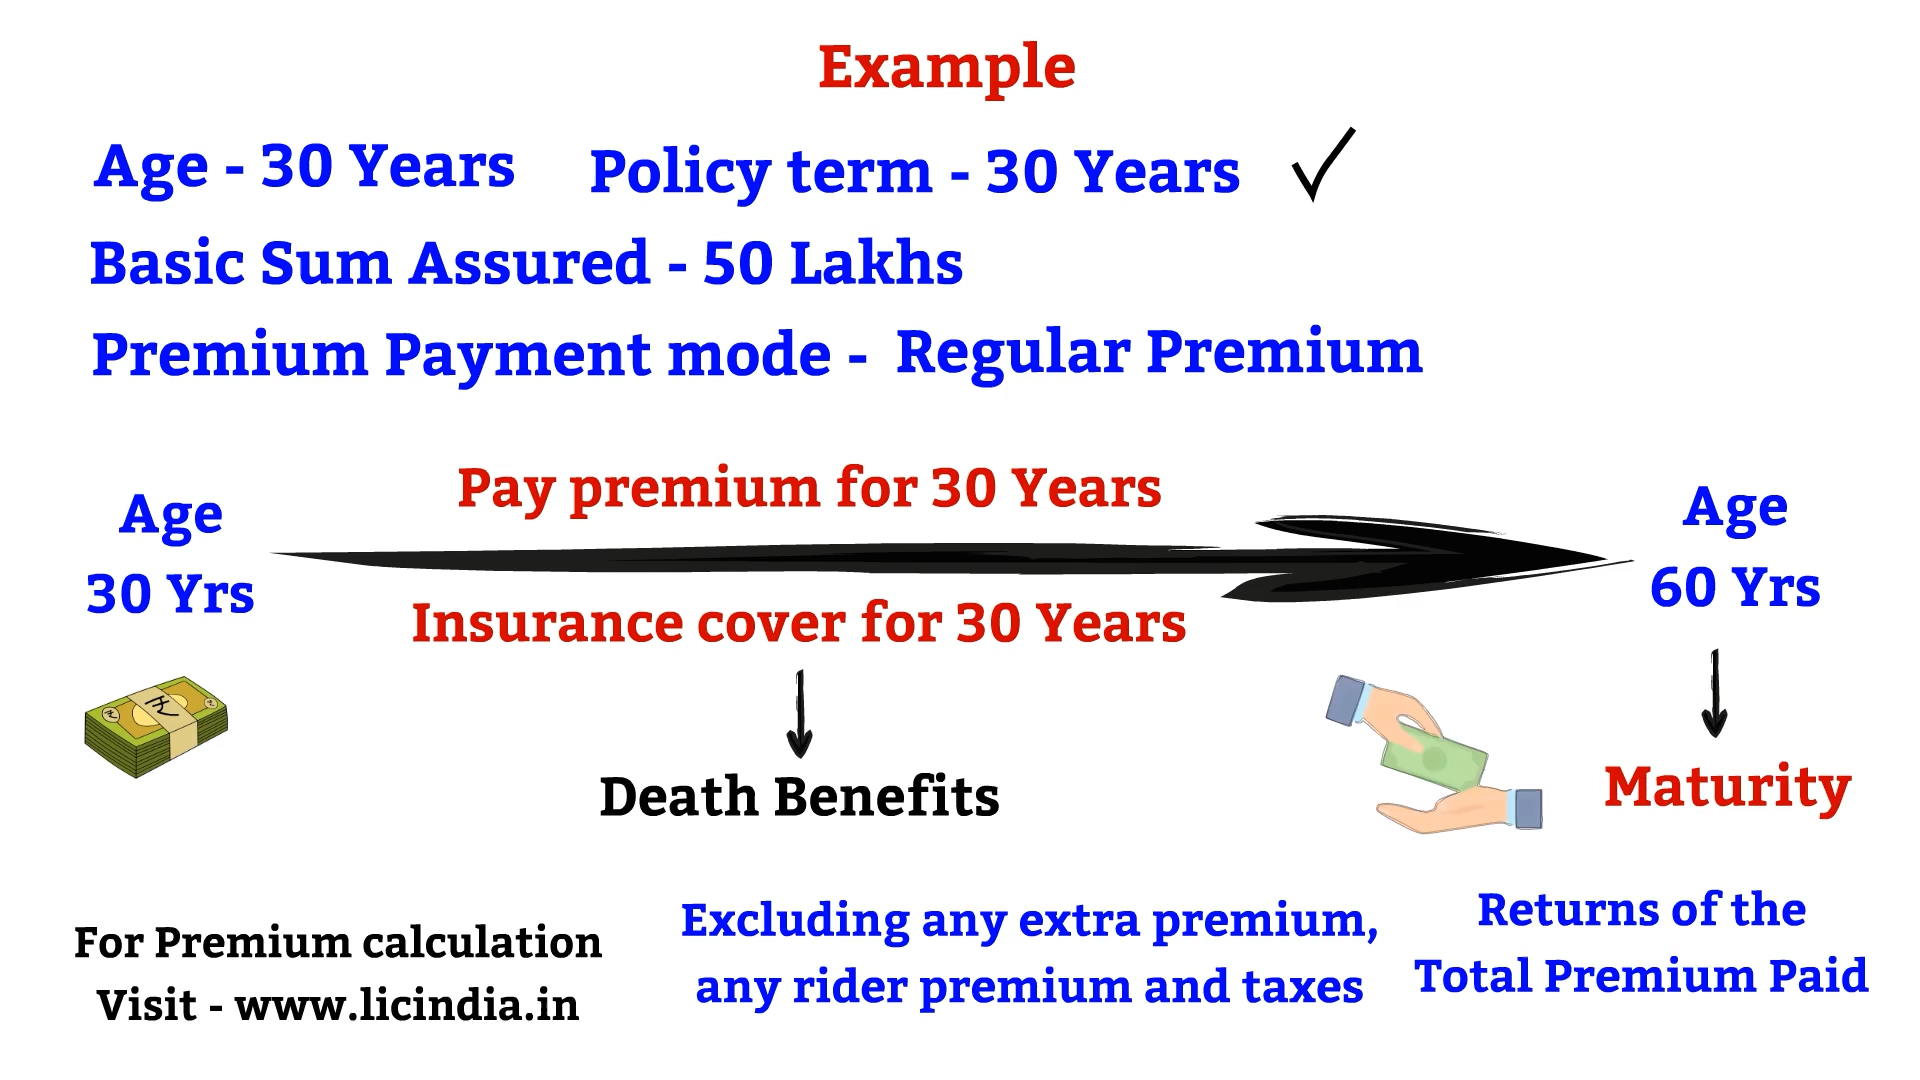 Example
Age - 30 Years Policy term - 30 Years
Basic Sum Assured - 50 Lakhs
Premium Payment mode - Regular Premium
Pay premium for 30 Years
Age
30 Yrs
Age
60 Yrs
Insurance cover for 30 Years
₹
Death Benefits
Maturity
For Premium calculation
Visit - www.licindia.in
Excluding any extra premium,
any rider premium and taxes
Returns of the
Total Premium Paid